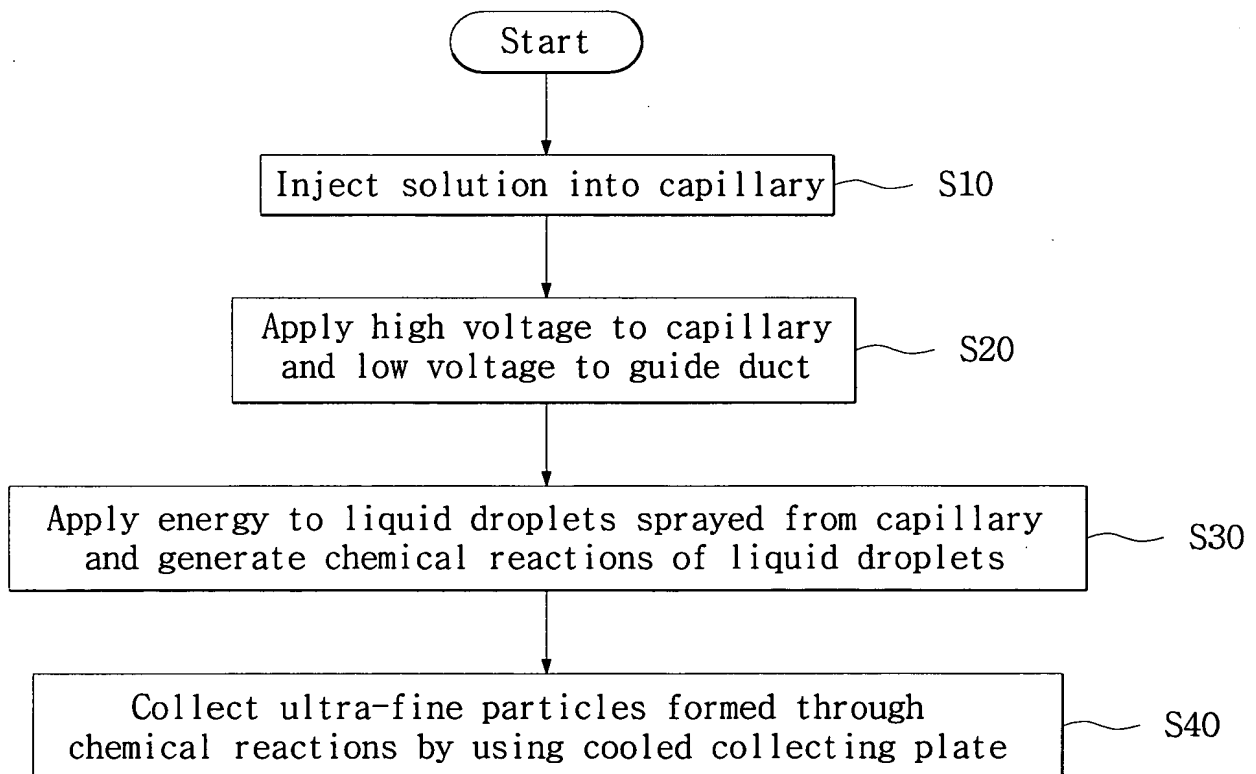 Start
Inject solution into capillary
S10
Apply high voltage to capillary
and low voltage to guide duct
S20
Apply energy to liquid droplets sprayed from capillary
and generate chemical reactions of liquid droplets
S30
Collect ultra-fine particles formed through
chemical reactions by using cooled collecting plate
S40